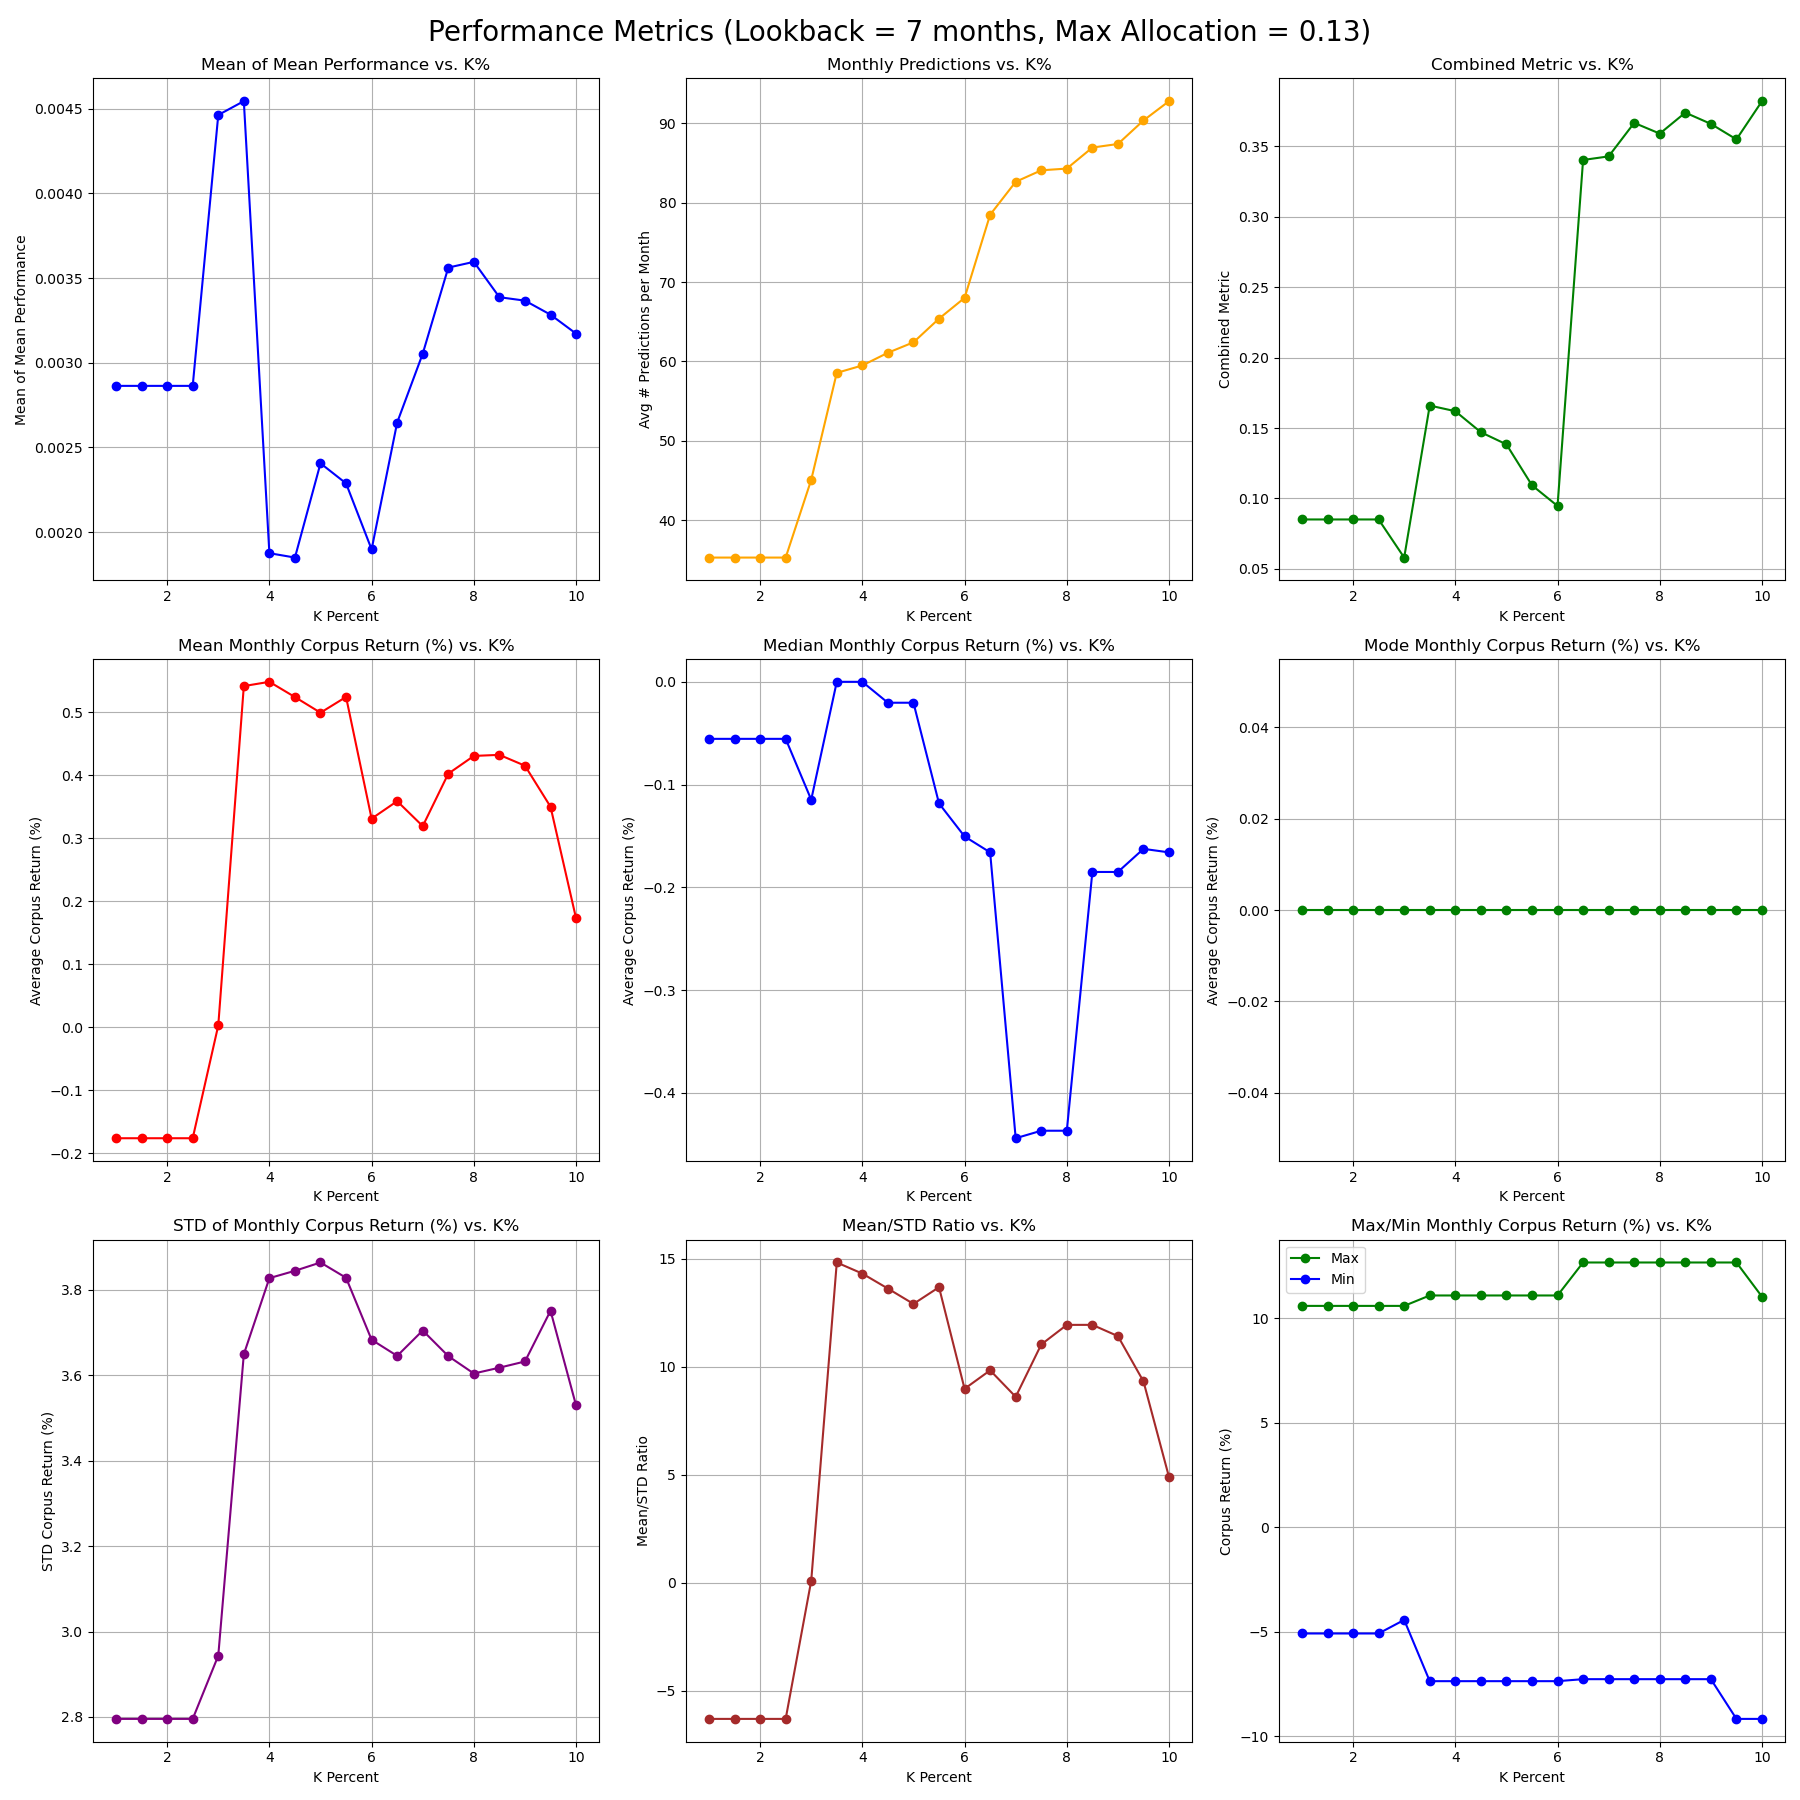 Performance Metrics (Lookback = 7 months, Max Allocation = 0.13)
Mean of Mean Performance vs. K%
Mean of Mean Performance
0.0045
0.0040
0.0035
0.0030
0.0025
0.0020
2 4 6 8 10
K Percent
Monthly Predictions vs. K%
Avg # Predictions per Month
90
80
70
60
50
40
2 4 6 8 10
K Percent
Combined Metric vs. K%
Combined Metric
0.35
0.30
0.25
0.20
0.15
0.10
0.05
2 4 6 8 10
K Percent
Mean Monthly Corpus Return (%) vs. K%
Average Corpus Return (%)
0.5
0.4
0.3
0.2
0.1
0.0
−0.1
−0.2
2 4 6 8 10
K Percent
Median Monthly Corpus Return (%) vs. K%
Average Corpus Return (%)
0.0
−0.1
−0.2
−0.3
−0.4
2 4 6 8 10
K Percent
Mode Monthly Corpus Return (%) vs. K%
Average Corpus Return (%)
0.04
0.02
0.00
−0.02
−0.04
2 4 6 8 10
K Percent
STD of Monthly Corpus Return (%) vs. K%
STD Corpus Return (%)
3.8
3.6
3.4
3.2
3.0
2.8
2 4 6 8 10
K Percent
Mean/STD Ratio vs. K%
Mean/STD Ratio
15
10
5
0
−5
2 4 6 8 10
K Percent
Max/Min Monthly Corpus Return (%) vs. K%
Max
Min
Corpus Return (%)
10
5
0
−5
−10
2 4 6 8 10
K Percent